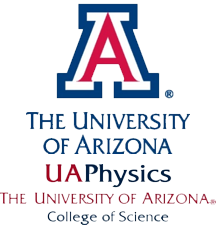 A®
THE UNIVERSITY
OF ARIZONA
UAPhysics
THE UNIVERSITY OF ARIZONA®
College of Science